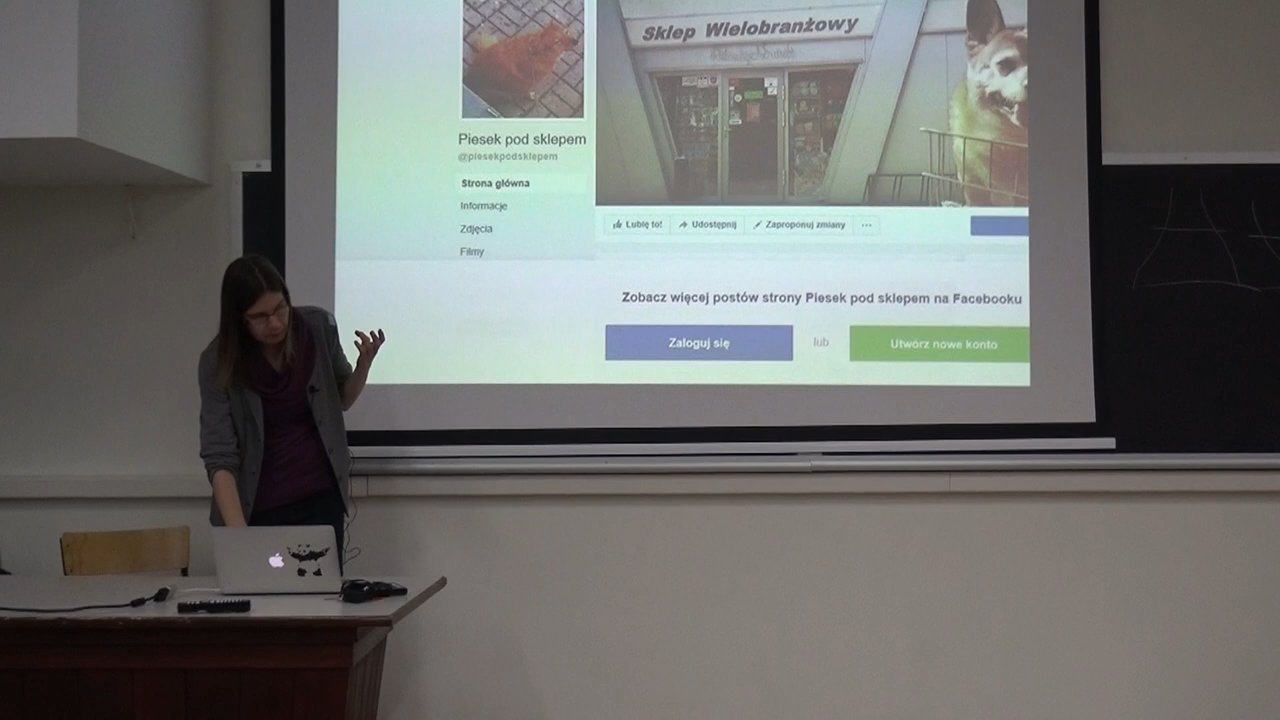 Sklep Wielobranżowy
Piesek pod sklepem
@piesekpodsklepem
Strona główna
Informacje
Zdjęcia
Filmy
Lubię to!
Udostępnij
Zaproponuj zmiany
Zobacz więcej postów strony Piesek pod sklepem na Facebooku
Zaloguj się
lub
Utwórz nowe konto